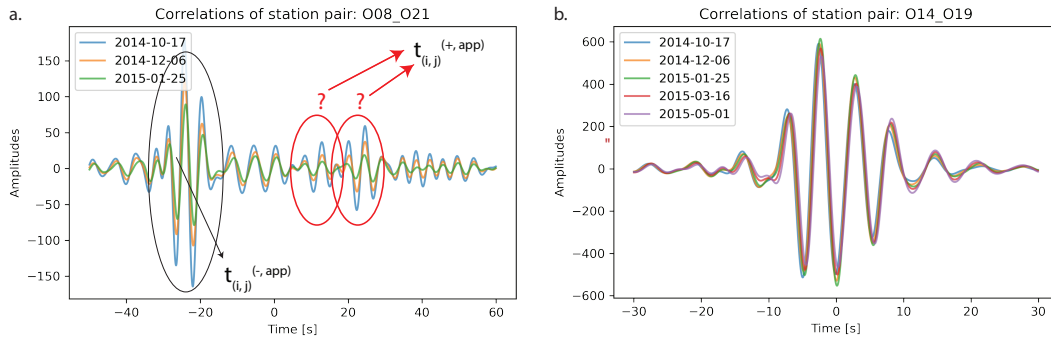 a.
Correlations of station pair: O08_O21
2014-10-17
2014-12-06
2015-01-25
t(i, j)(+, app)
? ?
t(i, j)(-, app)
Amplitudes
150
100
50
0
−50
−100
−150
−40 −20 0 20 40 60
Time [s]
b.
Correlations of station pair: O14_O19
2014-10-17
2014-12-06
2015-01-25
2015-03-16
2015-05-01
"
Amplitudes
600
400
200
0
−200
−400
−600
−30 −20 −10 0 10 20 30
Time [s]